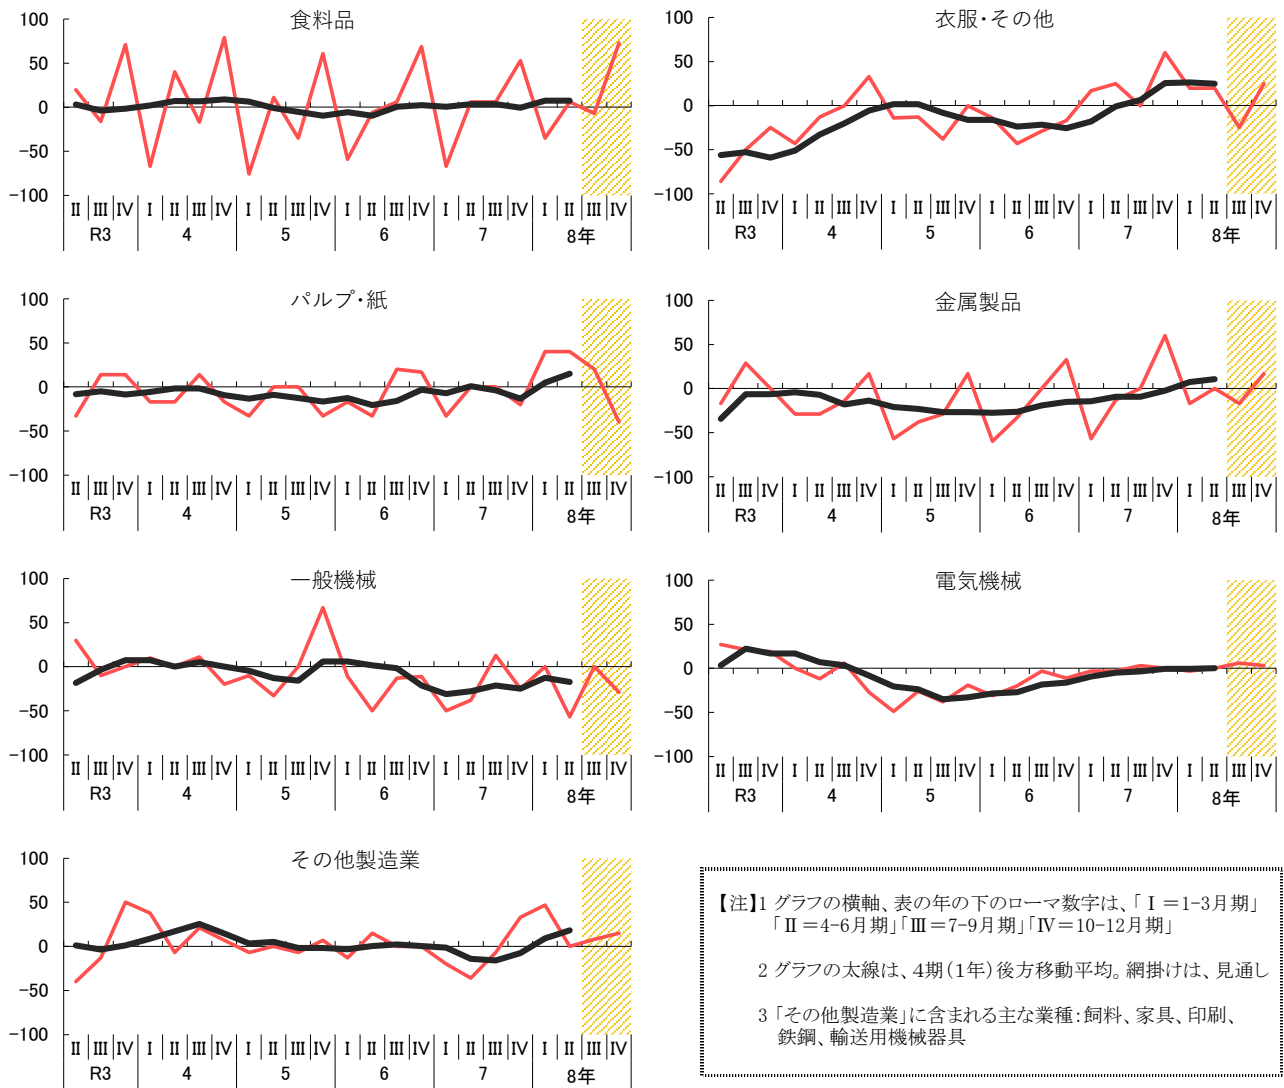 食料品
100
50
0
-50
-100
Ⅱ Ⅲ Ⅳ Ⅰ Ⅱ Ⅲ Ⅳ Ⅰ Ⅱ Ⅲ Ⅳ Ⅰ Ⅱ Ⅲ Ⅳ Ⅰ Ⅱ Ⅲ Ⅳ Ⅰ Ⅱ Ⅲ Ⅳ
R3 4 5 6 7 8年
衣服・その他
100
50
0
-50
-100
Ⅱ Ⅲ Ⅳ Ⅰ Ⅱ Ⅲ Ⅳ Ⅰ Ⅱ Ⅲ Ⅳ Ⅰ Ⅱ Ⅲ Ⅳ Ⅰ Ⅱ Ⅲ Ⅳ Ⅰ Ⅱ Ⅲ Ⅳ
R3 4 5 6 7 8年
パルプ・紙
100
50
0
-50
-100
Ⅱ Ⅲ Ⅳ Ⅰ Ⅱ Ⅲ Ⅳ Ⅰ Ⅱ Ⅲ Ⅳ Ⅰ Ⅱ Ⅲ Ⅳ Ⅰ Ⅱ Ⅲ Ⅳ Ⅰ Ⅱ Ⅲ Ⅳ
R3 4 5 6 7 8年
金属製品
100
50
0
-50
-100
Ⅱ Ⅲ Ⅳ Ⅰ Ⅱ Ⅲ Ⅳ Ⅰ Ⅱ Ⅲ Ⅳ Ⅰ Ⅱ Ⅲ Ⅳ Ⅰ Ⅱ Ⅲ Ⅳ Ⅰ Ⅱ Ⅲ Ⅳ
R3 4 5 6 7 8年
一般機械
100
50
0
-50
-100
Ⅱ Ⅲ Ⅳ Ⅰ Ⅱ Ⅲ Ⅳ Ⅰ Ⅱ Ⅲ Ⅳ Ⅰ Ⅱ Ⅲ Ⅳ Ⅰ Ⅱ Ⅲ Ⅳ Ⅰ Ⅱ Ⅲ Ⅳ
R3 4 5 6 7 8年
電気機械
100
50
0
-50
-100
Ⅱ Ⅲ Ⅳ Ⅰ Ⅱ Ⅲ Ⅳ Ⅰ Ⅱ Ⅲ Ⅳ Ⅰ Ⅱ Ⅲ Ⅳ Ⅰ Ⅱ Ⅲ Ⅳ Ⅰ Ⅱ Ⅲ Ⅳ
R3 4 5 6 7 8年
その他製造業
100
50
0
-50
-100
Ⅱ Ⅲ Ⅳ Ⅰ Ⅱ Ⅲ Ⅳ Ⅰ Ⅱ Ⅲ Ⅳ Ⅰ Ⅱ Ⅲ Ⅳ Ⅰ Ⅱ Ⅲ Ⅳ Ⅰ Ⅱ Ⅲ Ⅳ
R3 4 5 6 7 8年
【注】1 グラフの横軸、表の年の下のローマ数字は、「Ⅰ=1-3月期」
「Ⅱ=4-6月期」「Ⅲ=7-9月期」「Ⅳ=10-12月期」
2 グラフの太線は、4期(1年)後方移動平均。網掛けは、見通し
3 「その他製造業」に含まれる主な業種:飼料、家具、印刷、
鉄鋼、輸送用機械器具